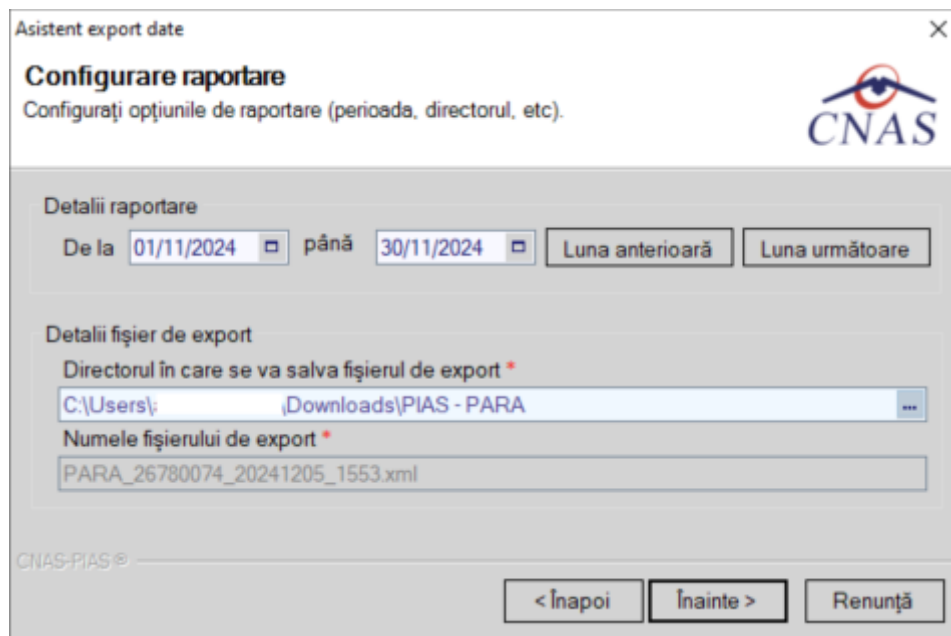 Asistent export date
Configurare raportare
Configurați opțiunile de raportare (perioada, directorul, etc).
CNAS
Detalii raportare
De la 01/11/2024 până 30/11/2024 Luna anterioară Luna următoare
Detalii fișier de export
Directorul în care se va salva fișierul de export *
C:\Users\ \Downloads\PIAS - PARA ...
Numele fișierului de export *
PARA_26780074_20241205_1553.xml
CNAS-PIAS ®
< Înapoi Înainte > Renunță